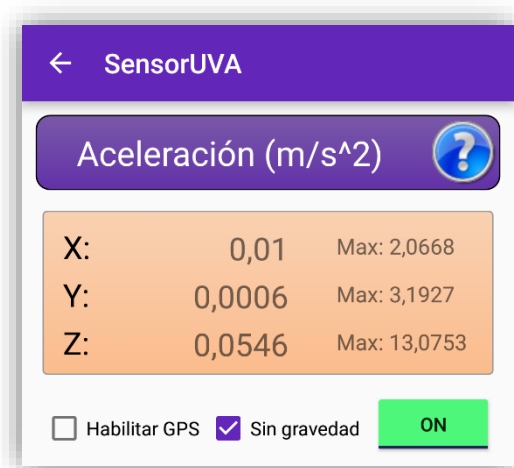 ← SensorUVA
Aceleración (m/s^2) ?
X: 0,01 Max: 2,0668
Y: 0,0006 Max: 3,1927
Z: 0,0546 Max: 13,0753
Habilitar GPS Sin gravedad ON